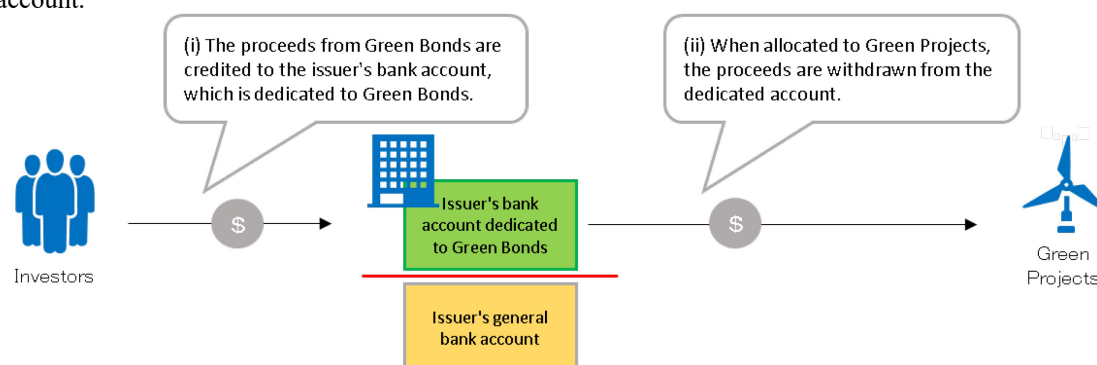 account.
(i) The proceeds from Green Bonds are
credited to the issuer's bank account,
which is dedicated to Green Bonds.
(ii) When allocated to Green Projects,
the proceeds are withdrawn from the
dedicated account.
$
$
Issuer's bank
account dedicated
to Green Bonds
Investors
Green
Projects
Issuer's general
bank account